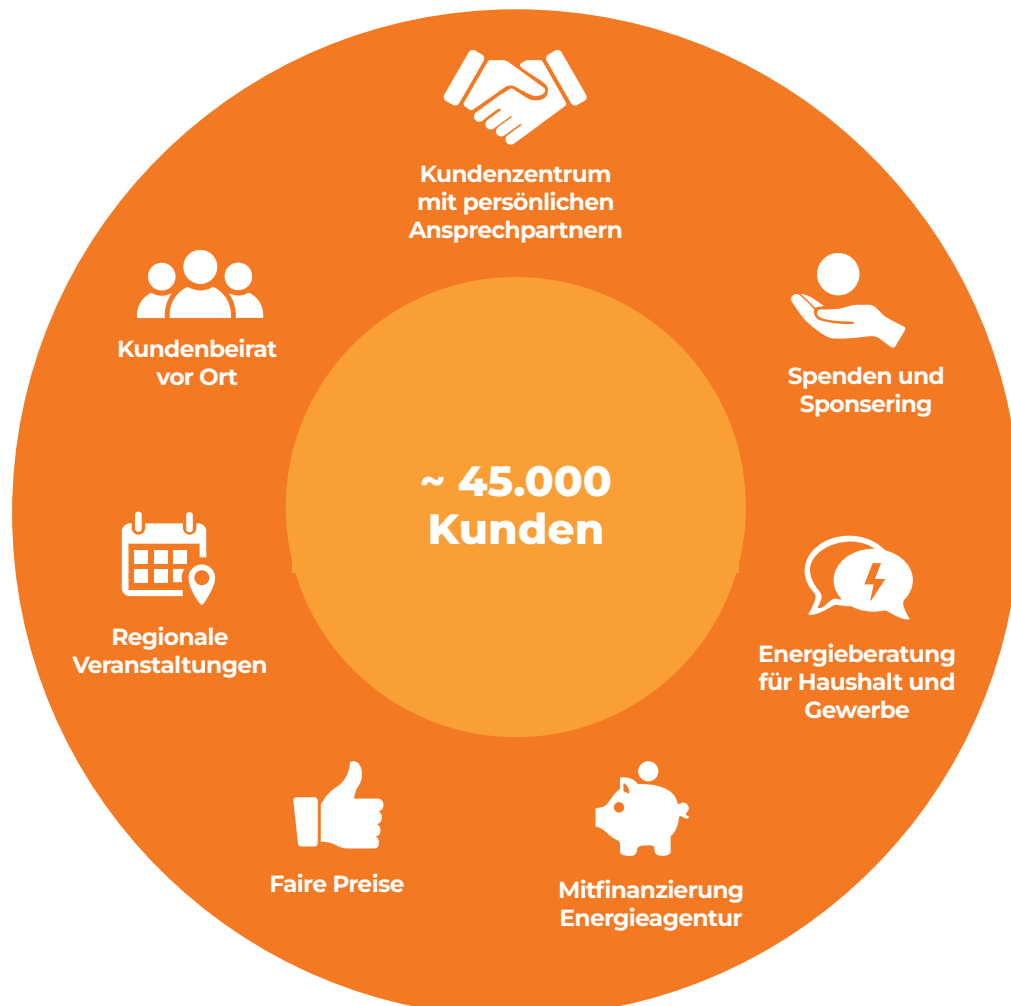 Kundenzentrum
mit persönlichen
Ansprechpartnern
Kundenbeirat
vor Ort
Spenden und
Sponsering
~ 45.000
Kunden
Regionale
Veranstaltungen
Energieberatung
für Haushalt und
Gewerbe
Faire Preise
Mitfinanzierung
Energieagentur